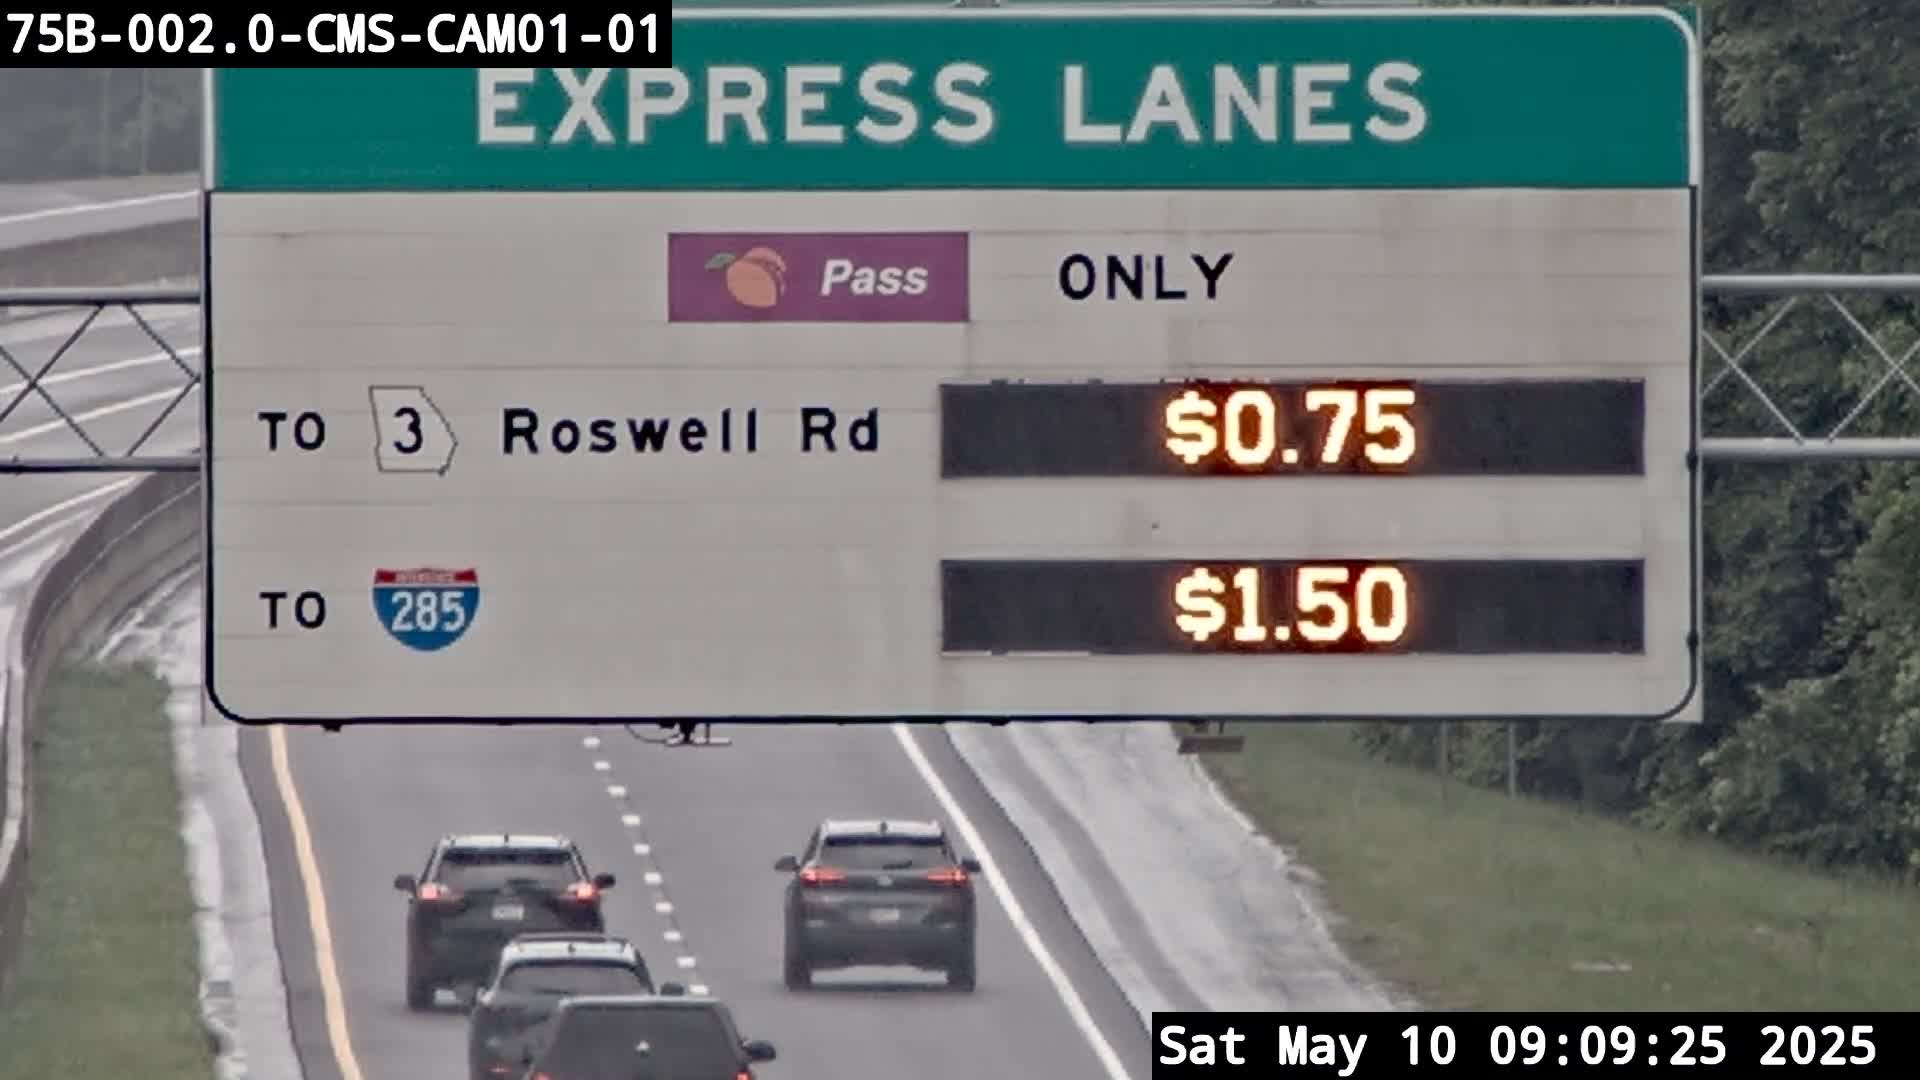 75B-002.0-CMS-CAM01-01
EXPRESS LANES
Pass ONLY
TO 3 Roswell Rd $0.75
TO INTERSTATE 285 $1.50
Sat May 10 09:09:25 2025